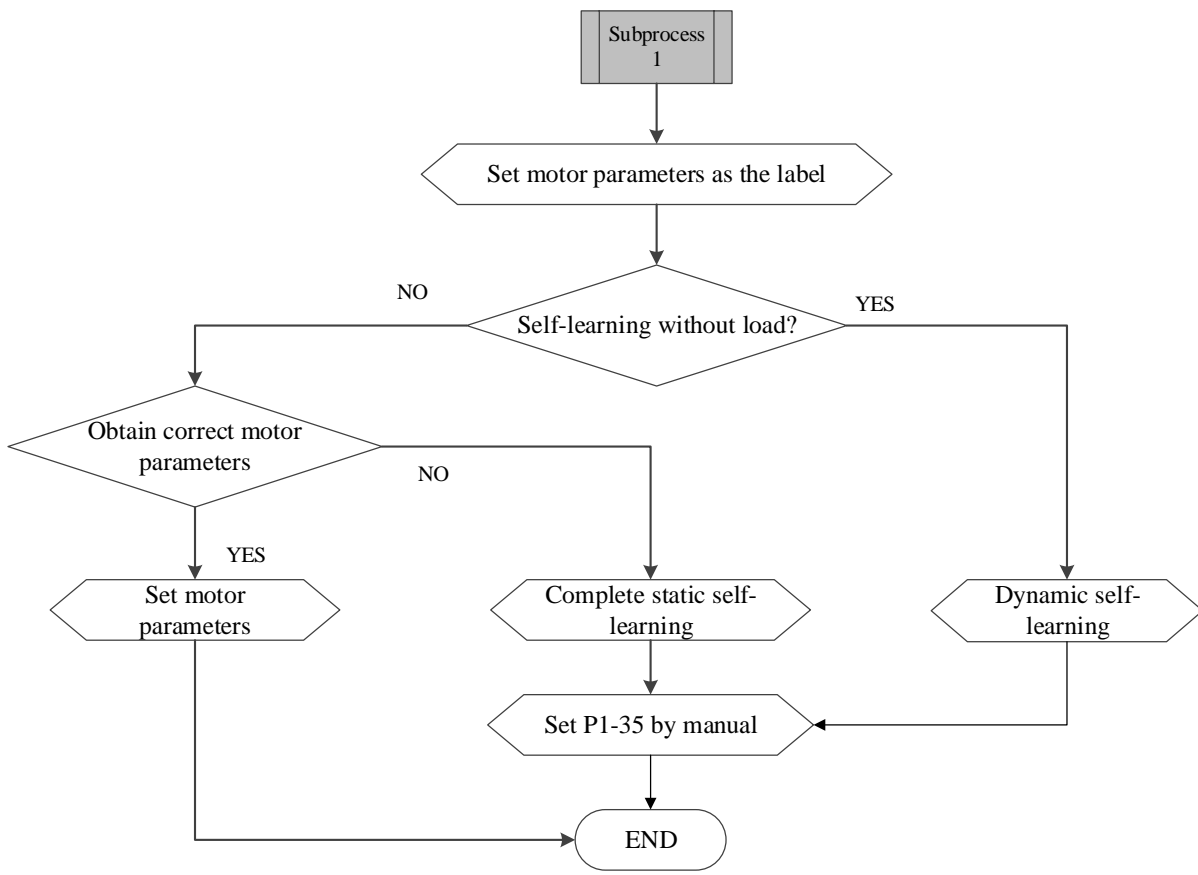 Subprocess
1
Set motor parameters as the label
NO
YES
Self-learning without load?
Obtain correct motor
parameters
NO
YES
Set motor
parameters
Complete static self-
learning
Dynamic self-
learning
Set P1-35 by manual
END